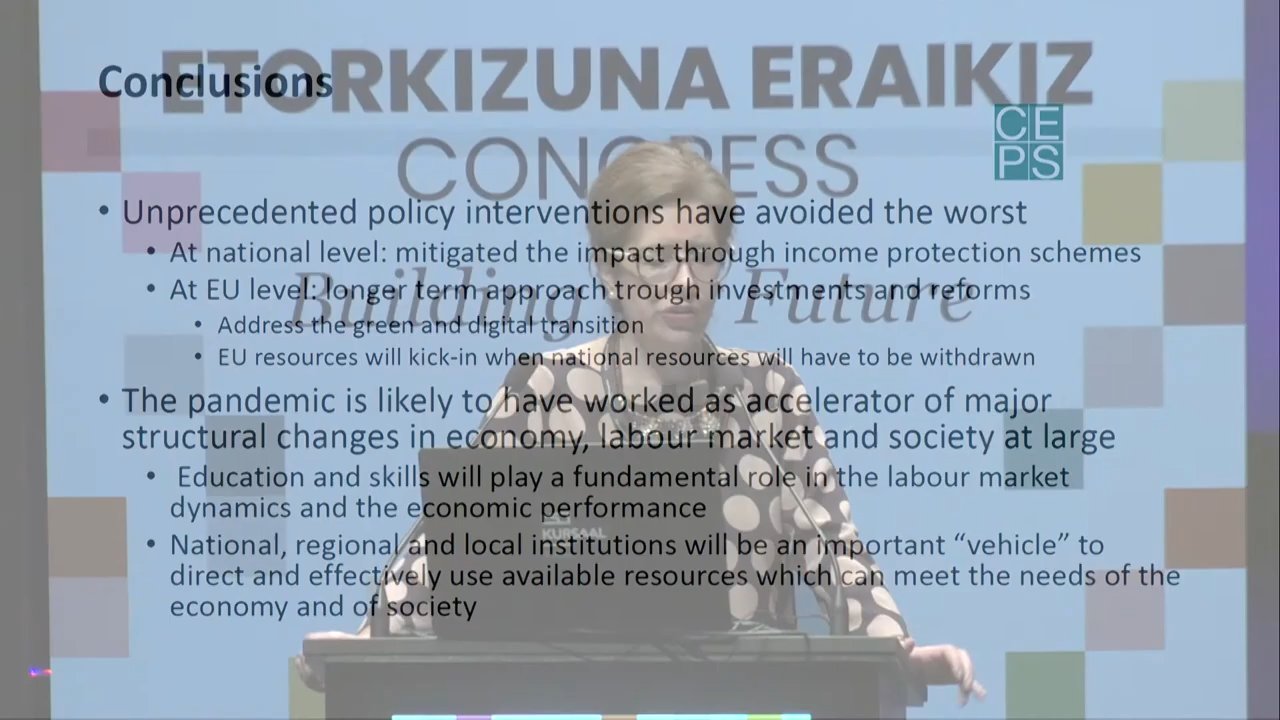 ETORKIZUNA ERAIKIZ
Conclusions
CONGRESS
CE
PS
• Unprecedented policy interventions have avoided the worst
• At national level: mitigated the impact through income protection schemes
Building Future
• At EU level: longer term approach trough investments and reforms
• Address the green and digital transition
• EU resources will kick-in when national resources will have to be withdrawn
• The pandemic is likely to have worked as accelerator of major
structural changes in economy, labour market and society at large
• Education and skills will play a fundamental role in the labour market
dynamics and the economic performance
KURSAAL
• National, regional and local institutions will be an important “vehicle” to
direct and effectively use available resources which can meet the needs of the
economy and of society